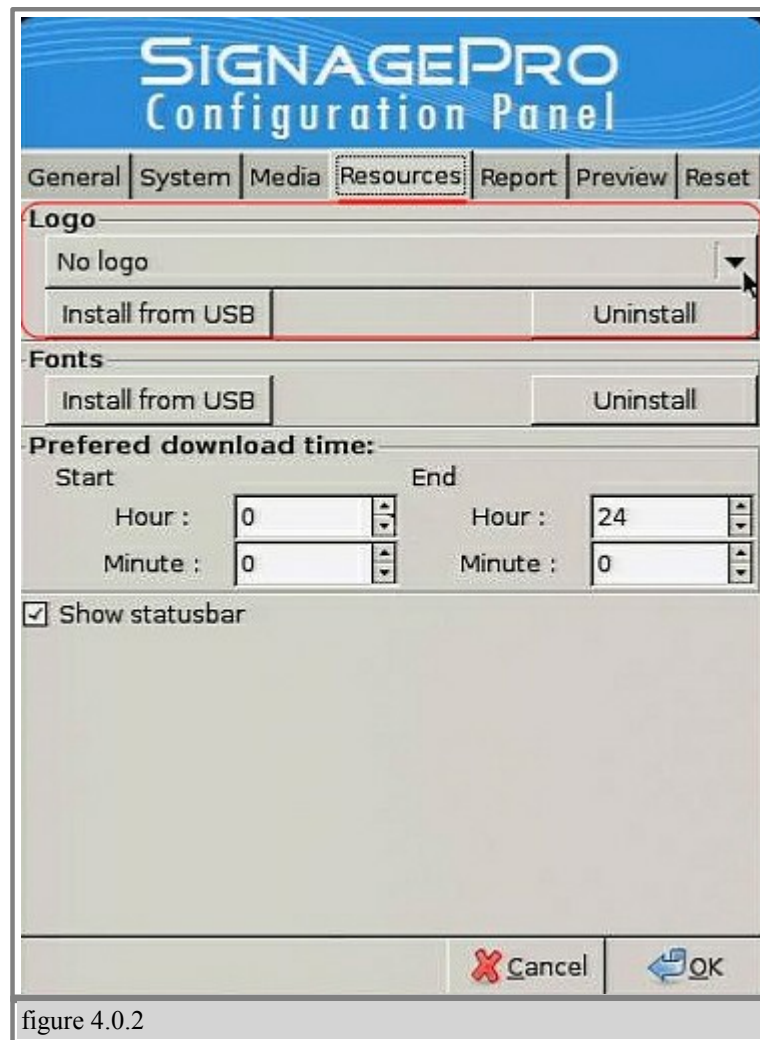 SIGNAGEPRO
Configuration Panel
General System Media Resources Report Preview Reset
Logo
No logo
Install from USB Uninstall
Fonts
Install from USB Uninstall
Prefered download time:
Start End
Hour : 0 Hour : 24
Minute : 0 Minute : 0
Show statusbar
Cancel OK
figure 4.0.2